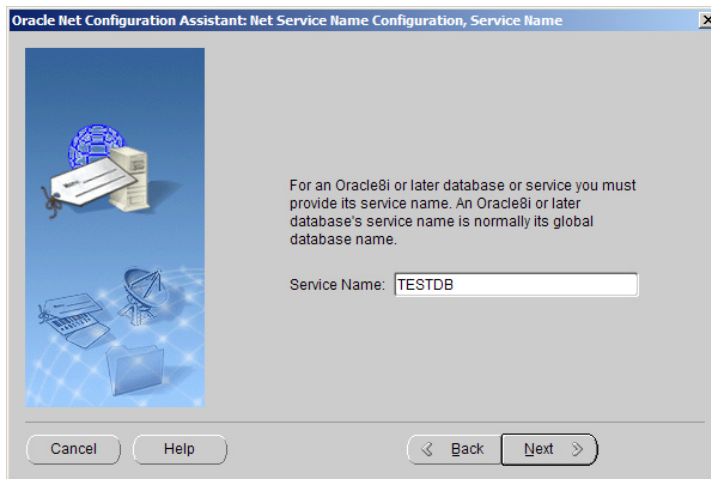 Oracle Net Configuration Assistant: Net Service Name Configuration, Service Name
For an Oracle8i or later database or service you must
provide its service name. An Oracle8i or later
database's service name is normally its global
database name.
Service Name: TESTDB
Cancel Help Back Next